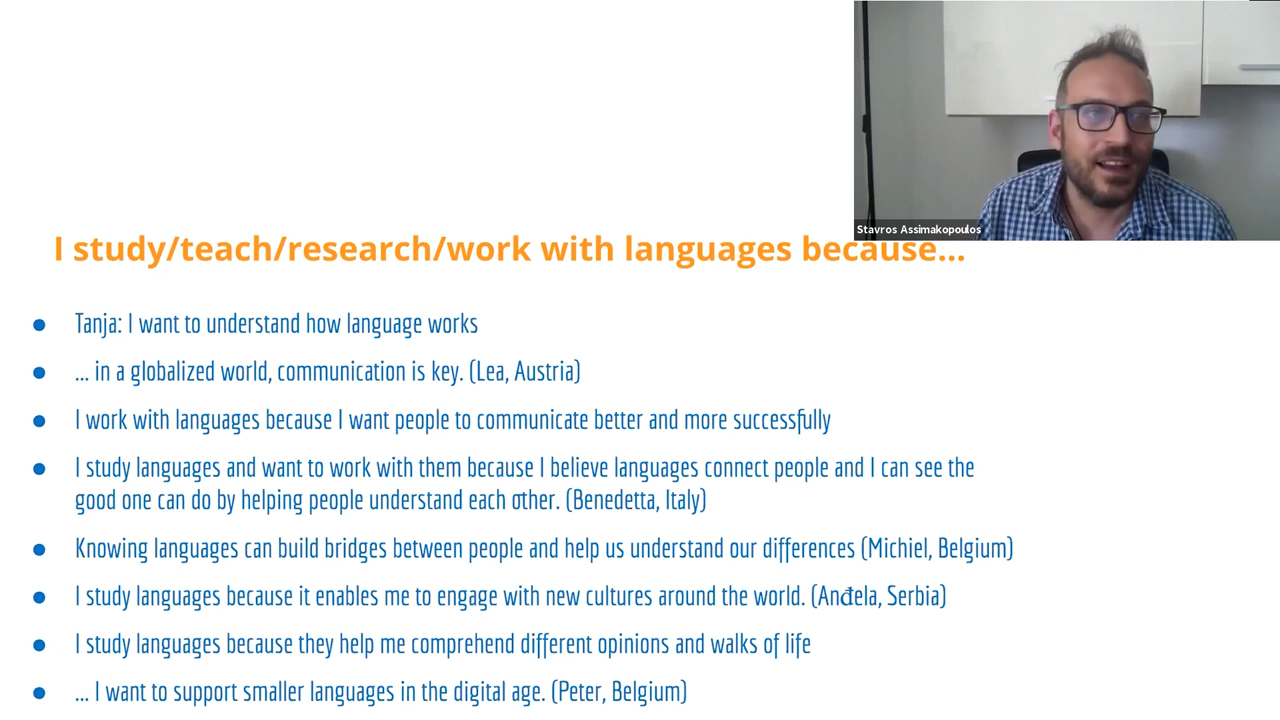 Stavros Assimakopoulos
I study/teach/research/work with languages because...
● Tanja: I want to understand how language works
● ... in a globalized world, communication is key. (Lea, Austria)
● I work with languages because I want people to communicate better and more successfully
● I study languages and want to work with them because I believe languages connect people and I can see the
good one can do by helping people understand each other. (Benedetta, Italy)
● Knowing languages can build bridges between people and help us understand our differences (Michiel, Belgium)
● I study languages because it enables me to engage with new cultures around the world. (Anđela, Serbia)
● I study languages because they help me comprehend different opinions and walks of life
● ... I want to support smaller languages in the digital age. (Peter, Belgium)